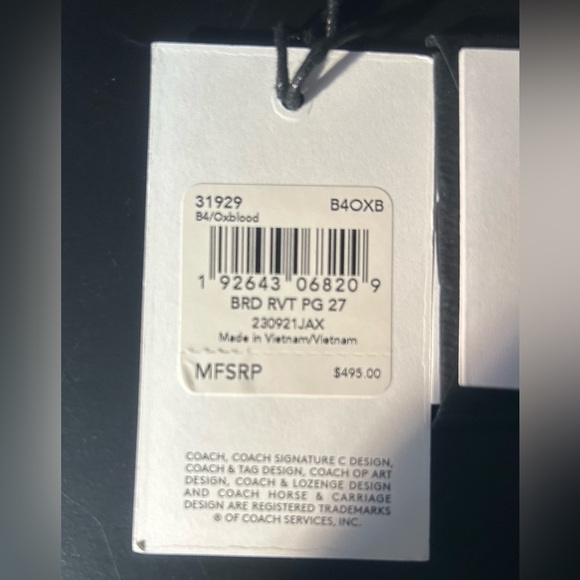 31929 B4OXB
B4/Oxblood
1 92643 06820 9
BRD RVT PG 27
230921JAX
Made in Vietnam/Vietnam
MFSRP $495.00
COACH, COACH SIGNATURE C DESIGN,
COACH & TAG DESIGN, COACH OP ART
DESIGN, COACH & LOZENGE DESIGN
AND COACH HORSE & CARRIAGE
DESIGN ARE REGISTERED TRADEMARKS
® OF COACH SERVICES, INC.